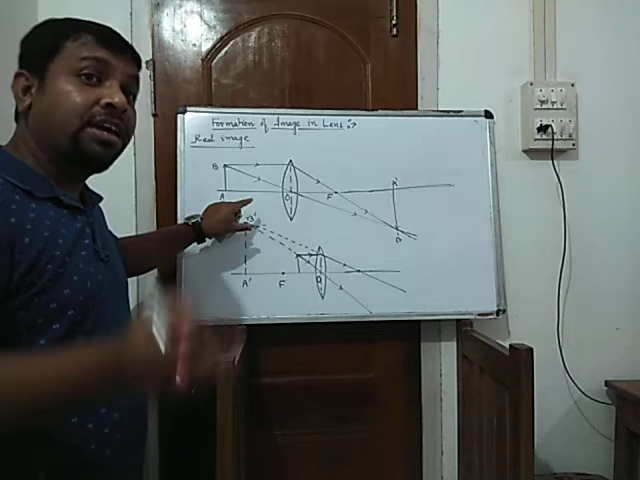 Formation of Image in Lens :-
Real image
B
A
O
F
A'
B'
A'
F